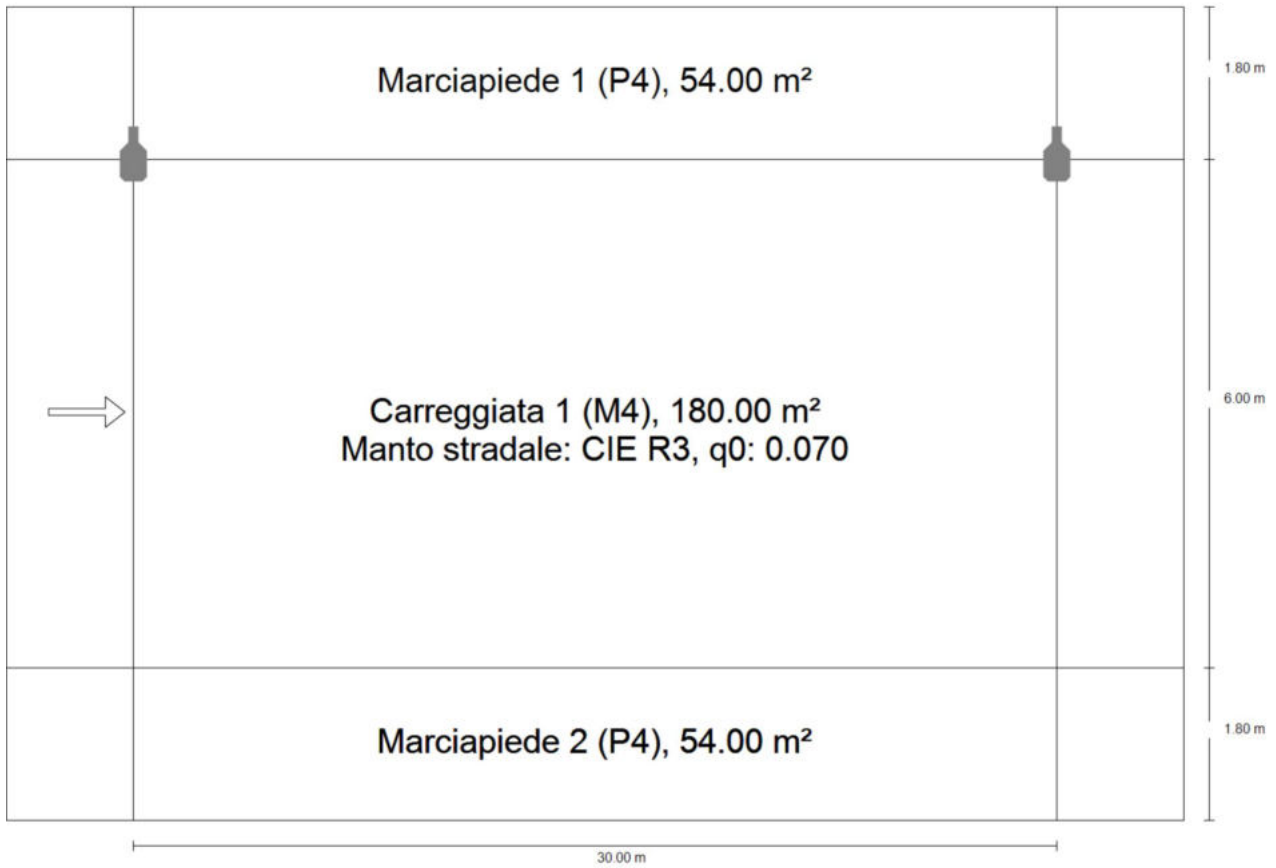 Marciapiede 1 (P4), 54.00 m²
1.80 m
Carreggiata 1 (M4), 180.00 m²
Manto stradale: CIE R3, q0: 0.070
6.00 m
Marciapiede 2 (P4), 54.00 m²
1.80 m
30.00 m